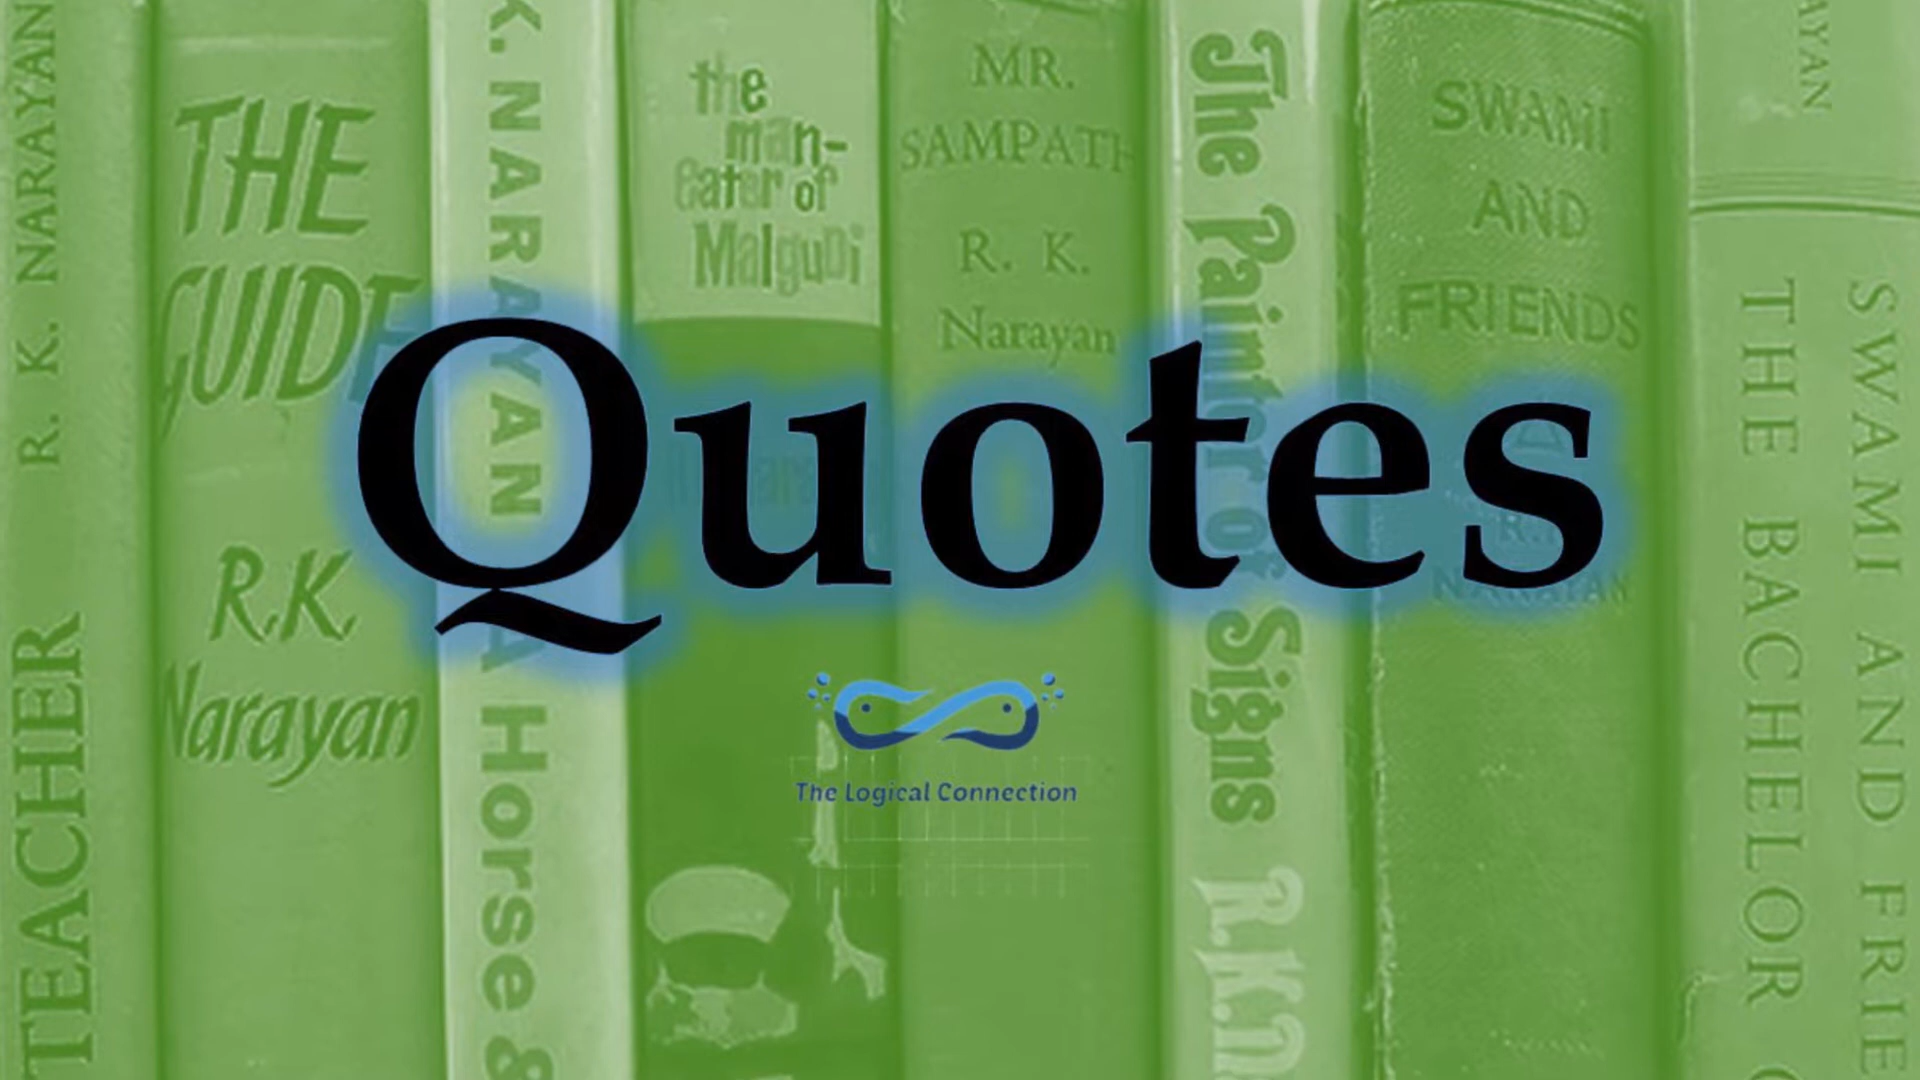 R. K. NARAYAN
TEACHER
THE
GUIDE
R.K.
Narayan
K. NARAYAN
A Horse &
the
man-
eater of
Malgudi
MR.
SAMPATH
R. K.
Narayan
The Painter of Signs R.K.N
SWAMI
AND
FRIENDS
R.K.
NARAYAN
YAN
SWAMI AND FRIE
THE BACHELOR O
Quotes
The Logical Connection